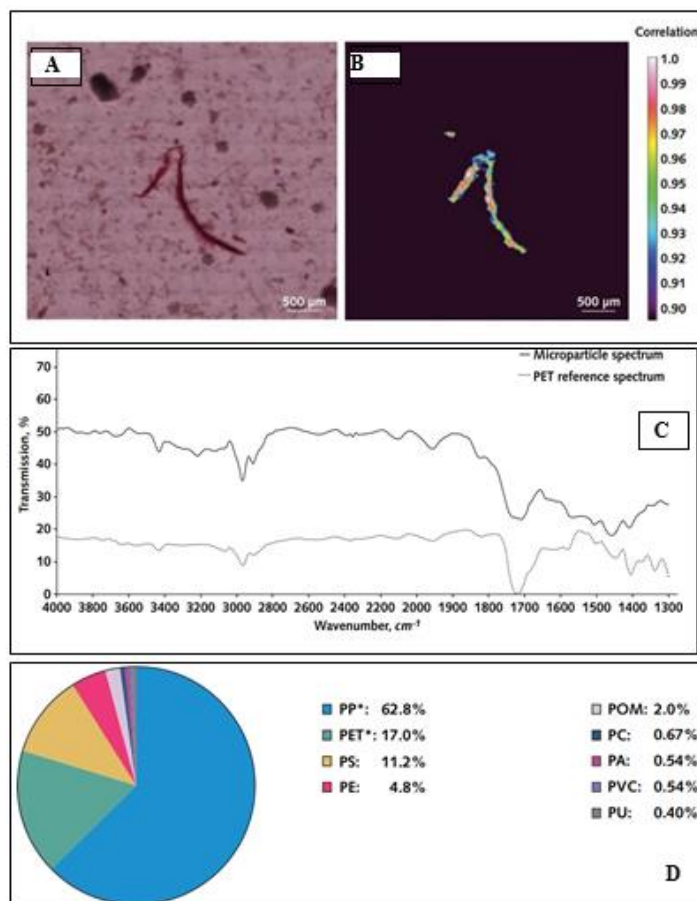 A
B
Correlation
1.0
0.99
0.98
0.97
0.96
0.95
0.94
0.93
0.92
0.91
0.90
500 µm
500 µm
Microparticle spectrum
PET reference spectrum
C
Transmission, %
70
60
50
40
30
20
10
0
4000 3800 3600 3400 3200 3000 2800 2600 2400 2200 2000 1900 1800 1700 1600 1500 1400 1300
Wavenumber, cm⁻¹
PP*: 62.8%
PET*: 17.0%
PS: 11.2%
PE: 4.8%
POM: 2.0%
PC: 0.67%
PA: 0.54%
PVC: 0.54%
PU: 0.40%
D